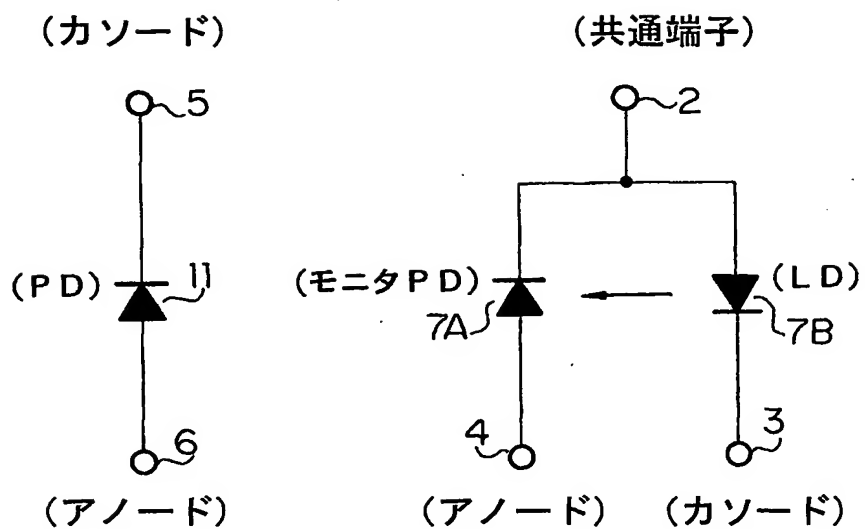 (カソード)
(共通端子)
5
2
(PD)
11
(モニタPD)
(LD)
7A
7B
6
4
3
(アノード)
(アノード)
(カソード)